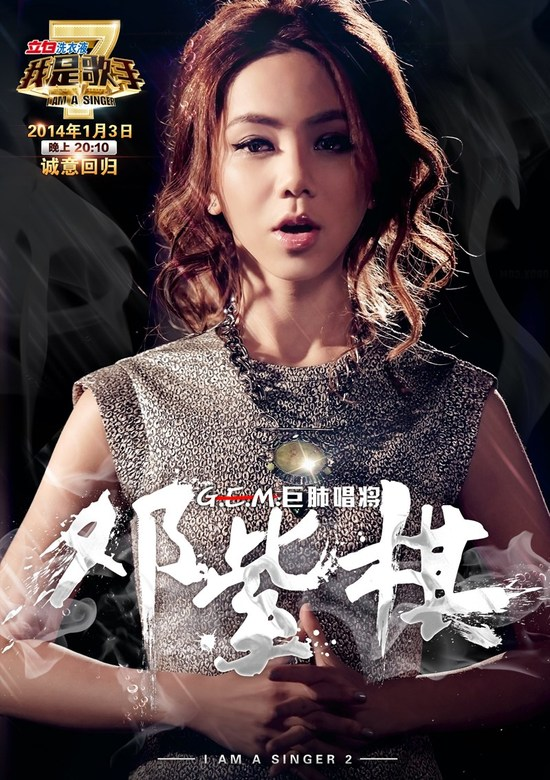 立白洗衣液
我是歌手
I AM A SINGER
2014年1月3日
晚上 20:10
诚意回归
G.E.M.巨肺唱将
邓紫棋
I AM A SINGER 2